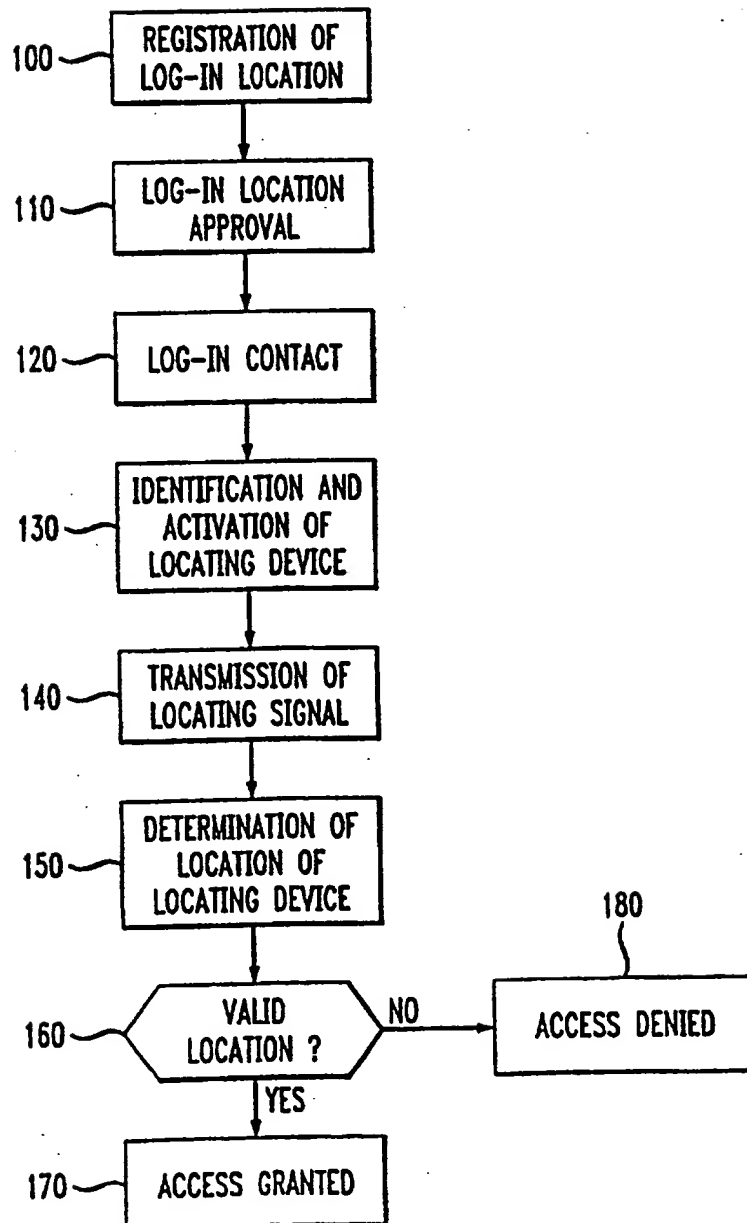 100
REGISTRATION OF
LOG-IN LOCATION
110
LOG-IN LOCATION
APPROVAL
120
LOG-IN CONTACT
130
IDENTIFICATION AND
ACTIVATION OF
LOCATING DEVICE
140
TRANSMISSION OF
LOCATING SIGNAL
150
DETERMINATION OF
LOCATION OF
LOCATING DEVICE
160
VALID
LOCATION ?
NO
180
ACCESS DENIED
YES
170
ACCESS GRANTED